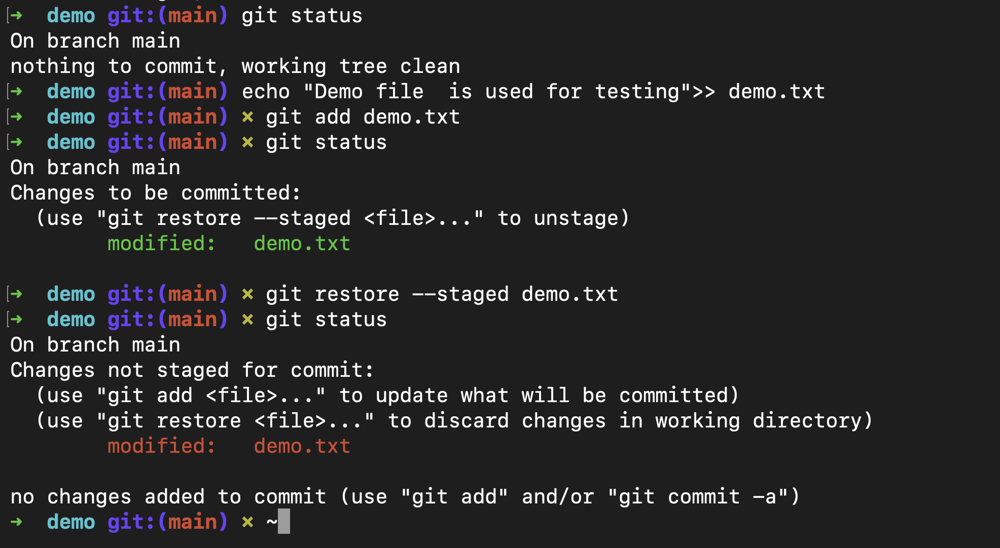 [➜  demo git:(main) git status
On branch main
nothing to commit, working tree clean
[➜  demo git:(main) echo "Demo file  is used for testing">> demo.txt
[➜  demo git:(main) ✗ git add demo.txt
[➜  demo git:(main) ✗ git status
On branch main
Changes to be committed:
  (use "git restore --staged <file>..." to unstage)
        modified:   demo.txt

[➜  demo git:(main) ✗ git restore --staged demo.txt
[➜  demo git:(main) ✗ git status
On branch main
Changes not staged for commit:
  (use "git add <file>..." to update what will be committed)
  (use "git restore <file>..." to discard changes in working directory)
        modified:   demo.txt

no changes added to commit (use "git add" and/or "git commit -a")
➜  demo git:(main) ✗ ~